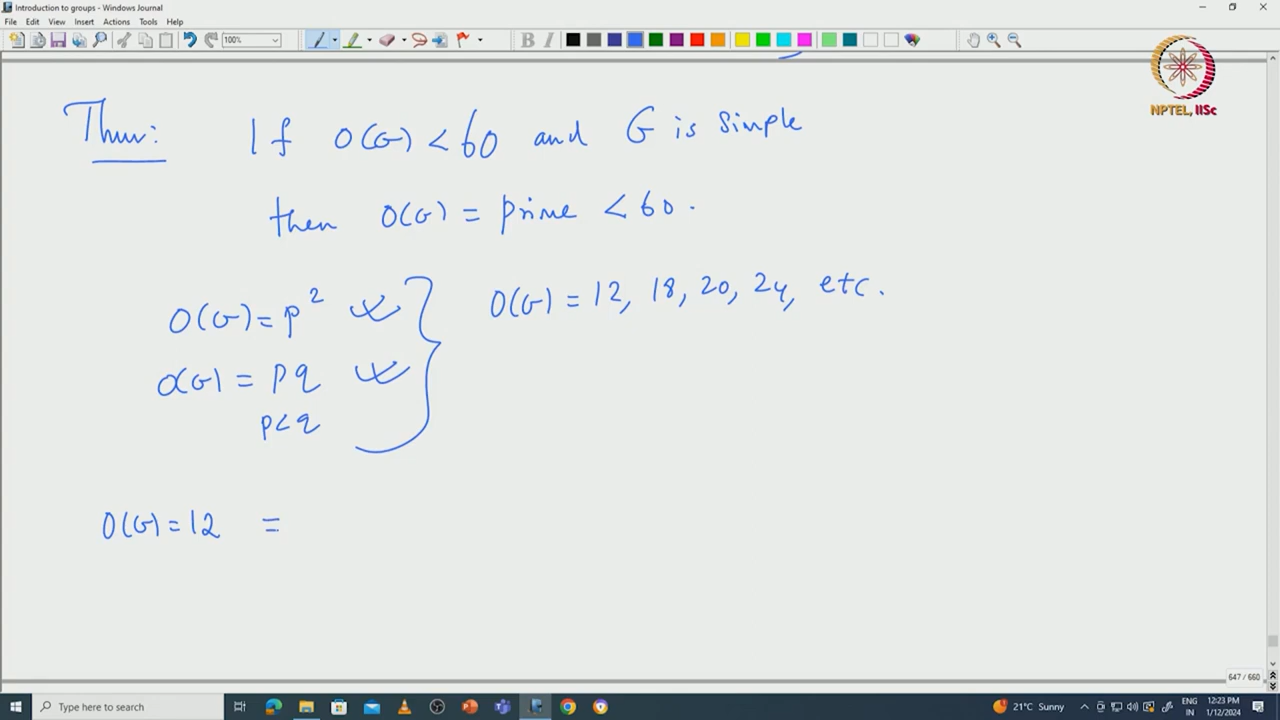 Introduction to groups - Windows Journal
File Edit View Insert Actions Tools Help
100%
NPTEL, IISc
Thm: If O(G) < 60 and G is simple
then O(G) = prime < 60.
O(G) = p²
O(G) = pq
p < q
O(G) = 12, 18, 20, 24, etc.
O(G) = 12 =
647 / 660
Type here to search
21°C Sunny
ENG
IN
12:23 PM
1/12/2024